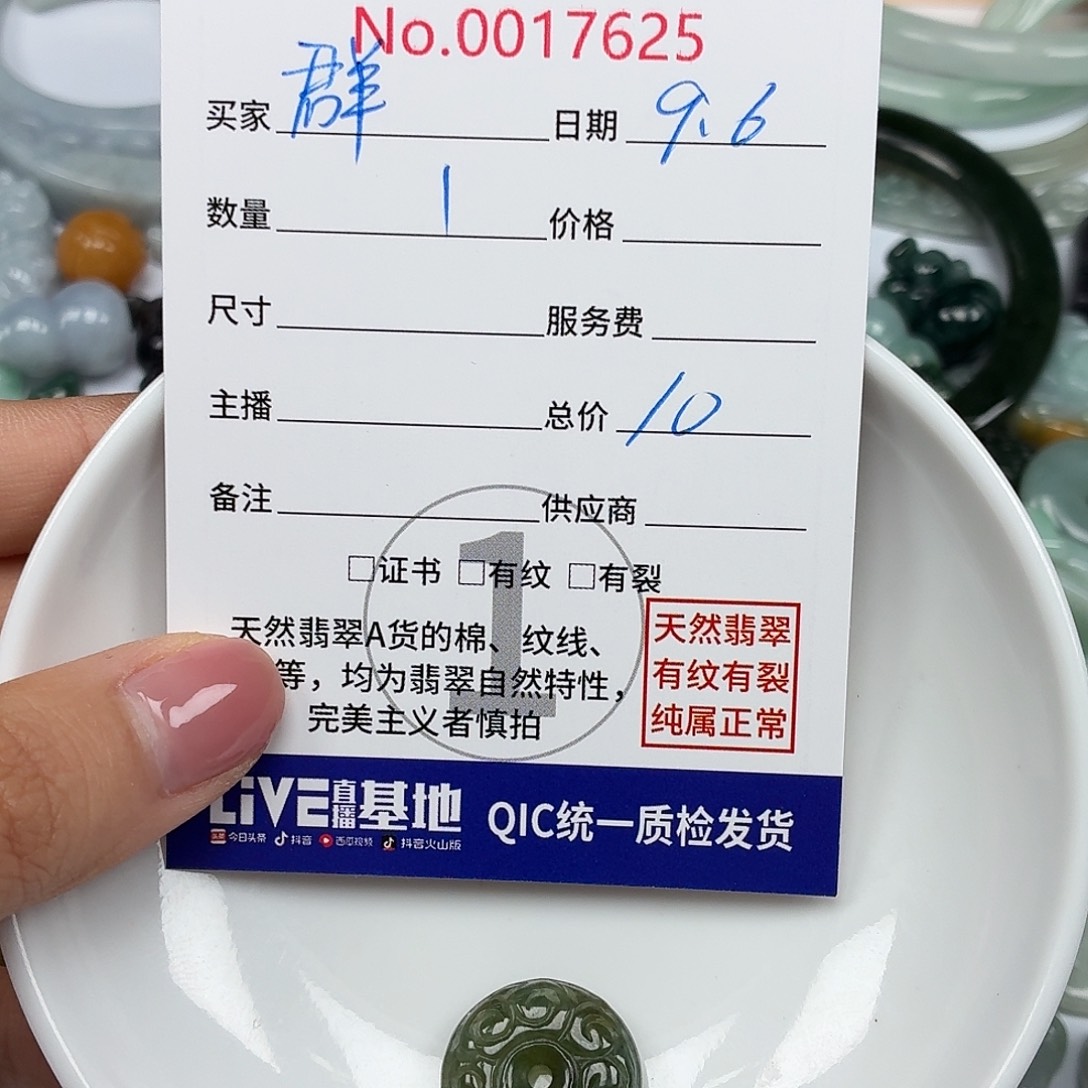 No.0017625
买家 群 日期 9.6
数量 1 价格
尺寸 服务费
主播 总价 10
备注 供应商
□证书 □有纹 □有裂
1
天然翡翠A货的棉、纹线、
等，均为翡翠自然特性，
完美主义者慎拍
天然翡翠
有纹有裂
纯属正常
LiVE直播基地 QIC统一质检发货
头条 今日头条 抖音 西瓜视频 抖音火山版